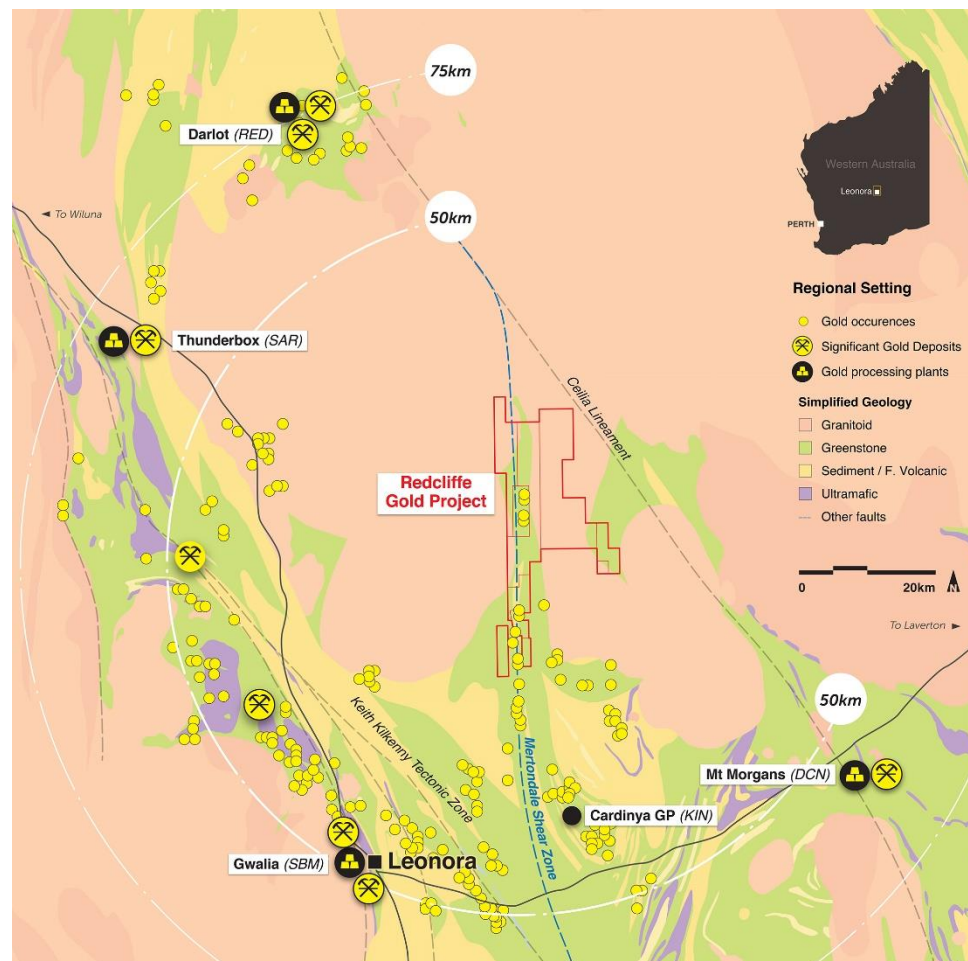 75km
Darlot (RED)
50km
◄ To Wiluna
Thunderbox (SAR)
Ceilia Lineament
Redcliffe
Gold Project
Keith Kilkenny Tectonic Zone
Mertondale Shear Zone
50km
Mt Morgans (DCN)
Cardinya GP (KIN)
Gwalia (SBM)
Leonora
To Laverton ►
Western Australia
Leonora
PERTH
Regional Setting
Gold occurences
Significant Gold Deposits
Gold processing plants
Simplified Geology
Granitoid
Greenstone
Sediment / F. Volcanic
Ultramafic
Other faults
0 20km N